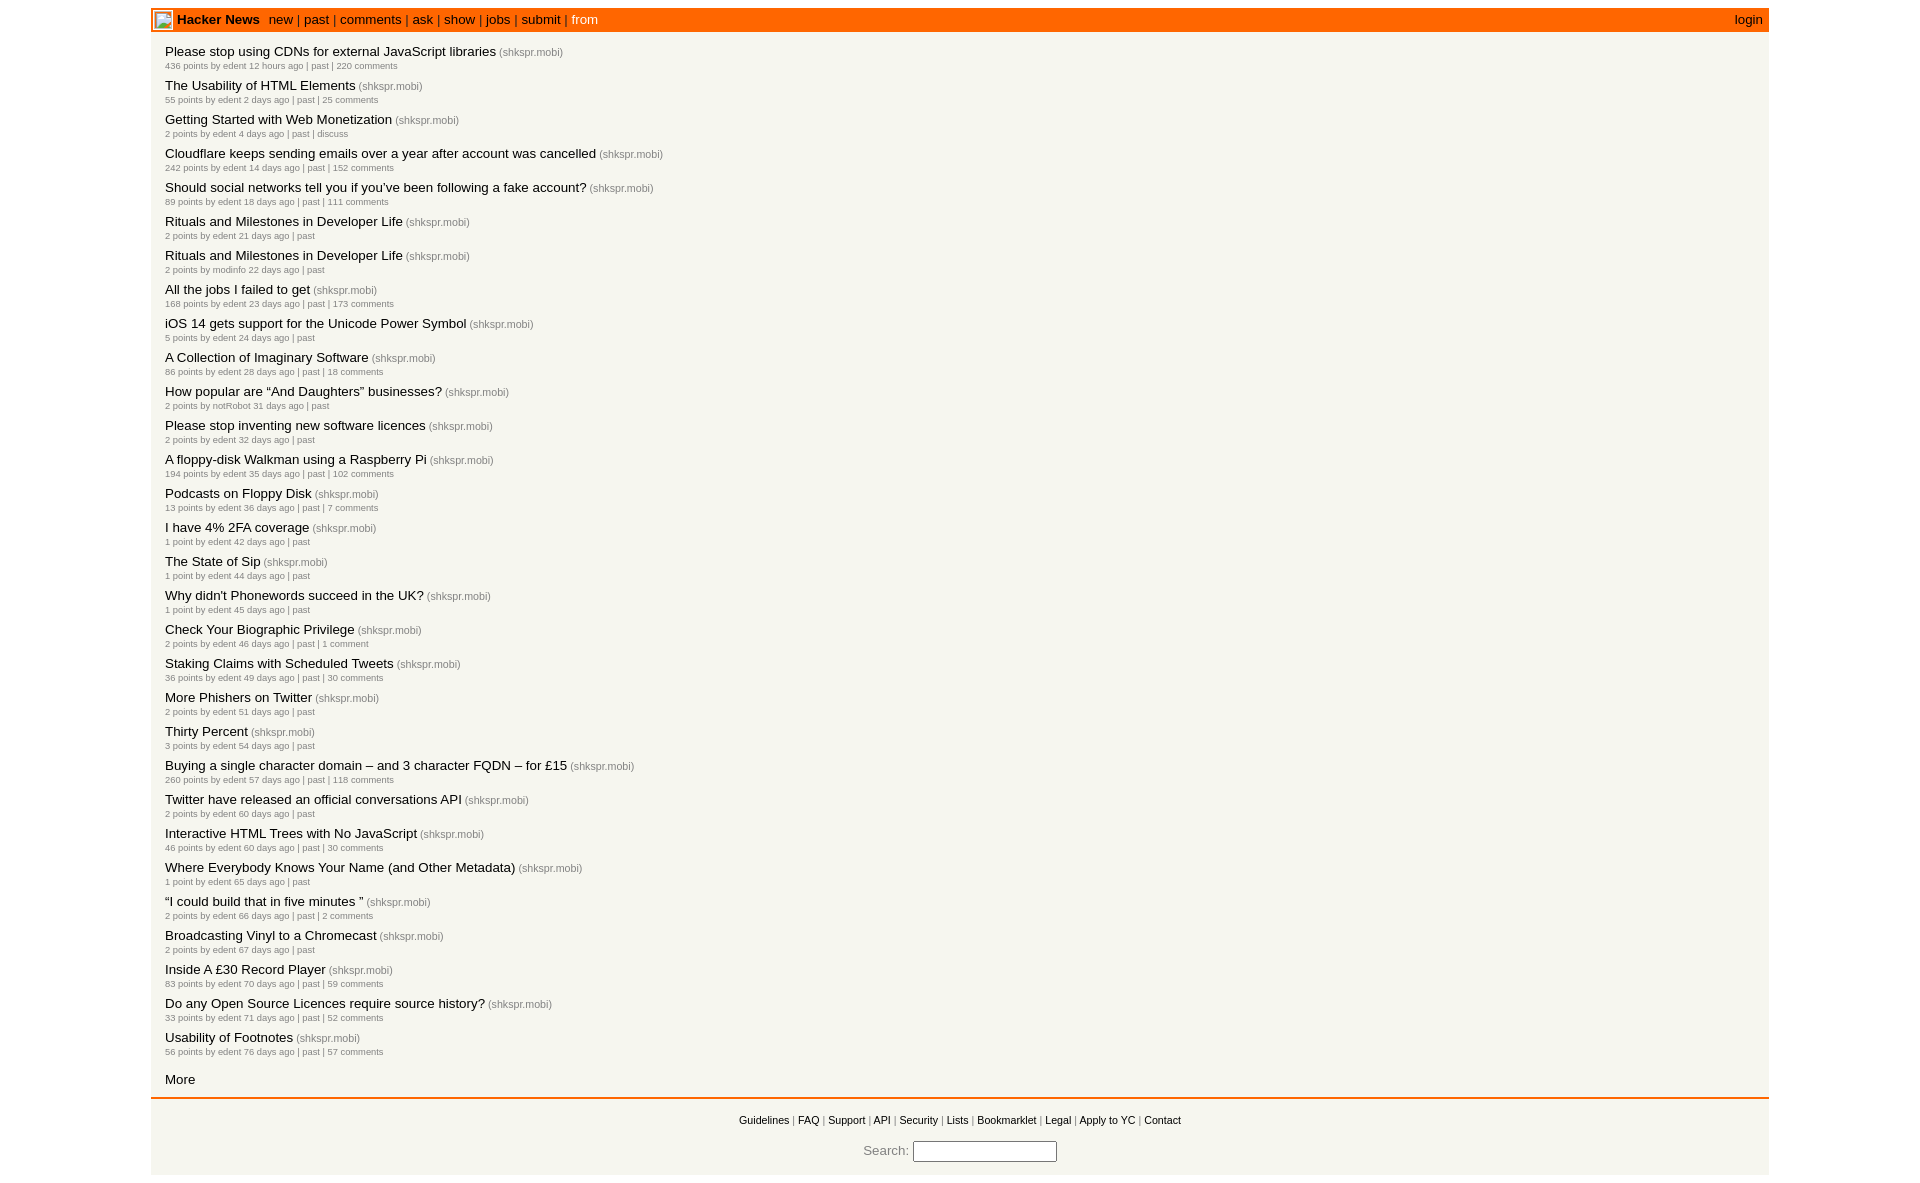 Hacker News new | past | comments | ask | show | jobs | submit | from login
Please stop using CDNs for external JavaScript libraries (shkspr.mobi)
436 points by edent 12 hours ago | past | 220 comments
The Usability of HTML Elements (shkspr.mobi)
55 points by edent 2 days ago | past | 25 comments
Getting Started with Web Monetization (shkspr.mobi)
2 points by edent 4 days ago | past | discuss
Cloudflare keeps sending emails over a year after account was cancelled (shkspr.mobi)
242 points by edent 14 days ago | past | 152 comments
Should social networks tell you if you’ve been following a fake account? (shkspr.mobi)
89 points by edent 18 days ago | past | 111 comments
Rituals and Milestones in Developer Life (shkspr.mobi)
2 points by edent 21 days ago | past
Rituals and Milestones in Developer Life (shkspr.mobi)
2 points by modinfo 22 days ago | past
All the jobs I failed to get (shkspr.mobi)
168 points by edent 23 days ago | past | 173 comments
iOS 14 gets support for the Unicode Power Symbol (shkspr.mobi)
5 points by edent 24 days ago | past
A Collection of Imaginary Software (shkspr.mobi)
86 points by edent 28 days ago | past | 18 comments
How popular are “And Daughters” businesses? (shkspr.mobi)
2 points by notRobot 31 days ago | past
Please stop inventing new software licences (shkspr.mobi)
2 points by edent 32 days ago | past
A floppy-disk Walkman using a Raspberry Pi (shkspr.mobi)
194 points by edent 35 days ago | past | 102 comments
Podcasts on Floppy Disk (shkspr.mobi)
13 points by edent 36 days ago | past | 7 comments
I have 4% 2FA coverage (shkspr.mobi)
1 point by edent 42 days ago | past
The State of Sip (shkspr.mobi)
1 point by edent 44 days ago | past
Why didn't Phonewords succeed in the UK? (shkspr.mobi)
1 point by edent 45 days ago | past
Check Your Biographic Privilege (shkspr.mobi)
2 points by edent 46 days ago | past | 1 comment
Staking Claims with Scheduled Tweets (shkspr.mobi)
36 points by edent 49 days ago | past | 30 comments
More Phishers on Twitter (shkspr.mobi)
2 points by edent 51 days ago | past
Thirty Percent (shkspr.mobi)
3 points by edent 54 days ago | past
Buying a single character domain – and 3 character FQDN – for £15 (shkspr.mobi)
260 points by edent 57 days ago | past | 118 comments
Twitter have released an official conversations API (shkspr.mobi)
2 points by edent 60 days ago | past
Interactive HTML Trees with No JavaScript (shkspr.mobi)
46 points by edent 60 days ago | past | 30 comments
Where Everybody Knows Your Name (and Other Metadata) (shkspr.mobi)
1 point by edent 65 days ago | past
“I could build that in five minutes ” (shkspr.mobi)
2 points by edent 66 days ago | past | 2 comments
Broadcasting Vinyl to a Chromecast (shkspr.mobi)
2 points by edent 67 days ago | past
Inside A £30 Record Player (shkspr.mobi)
83 points by edent 70 days ago | past | 59 comments
Do any Open Source Licences require source history? (shkspr.mobi)
33 points by edent 71 days ago | past | 52 comments
Usability of Footnotes (shkspr.mobi)
56 points by edent 76 days ago | past | 57 comments
More
Guidelines | FAQ | Support | API | Security | Lists | Bookmarklet | Legal | Apply to YC | Contact
Search: